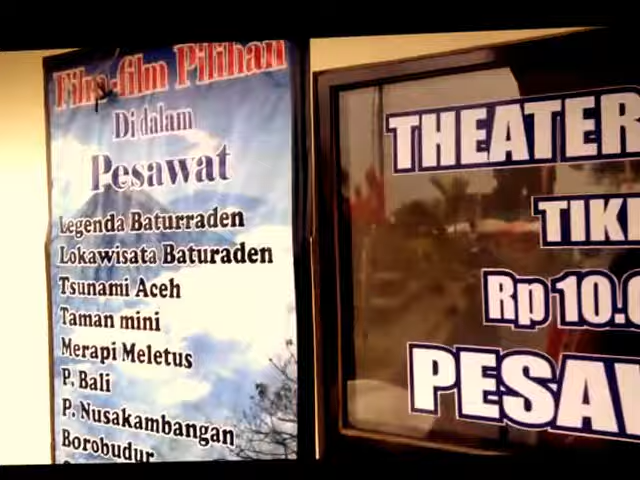 Film-film Pilihan
Di dalam
Pesawat
Legenda Baturraden
Lokawisata Baturaden
Tsunami Aceh
Taman mini
Merapi Meletus
P. Bali
P. Nusakambangan
Borobudur
THEATER
TIK
Rp 10.
PESA